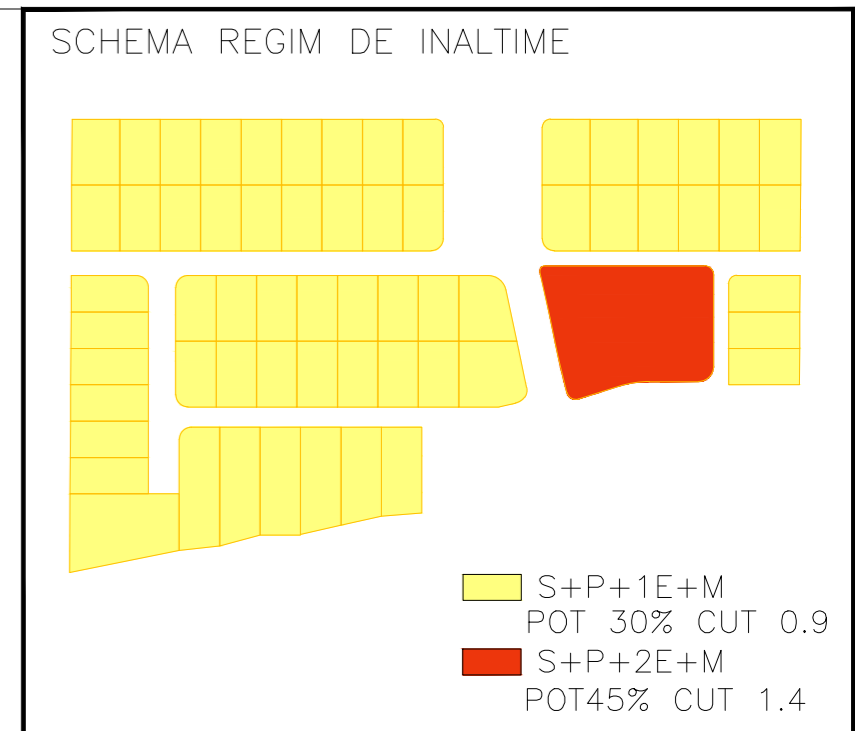 SCHEMA REGIM DE INALTIME
S+P+1E+M
POT 30% CUT 0.9
S+P+2E+M
POT45% CUT 1.4